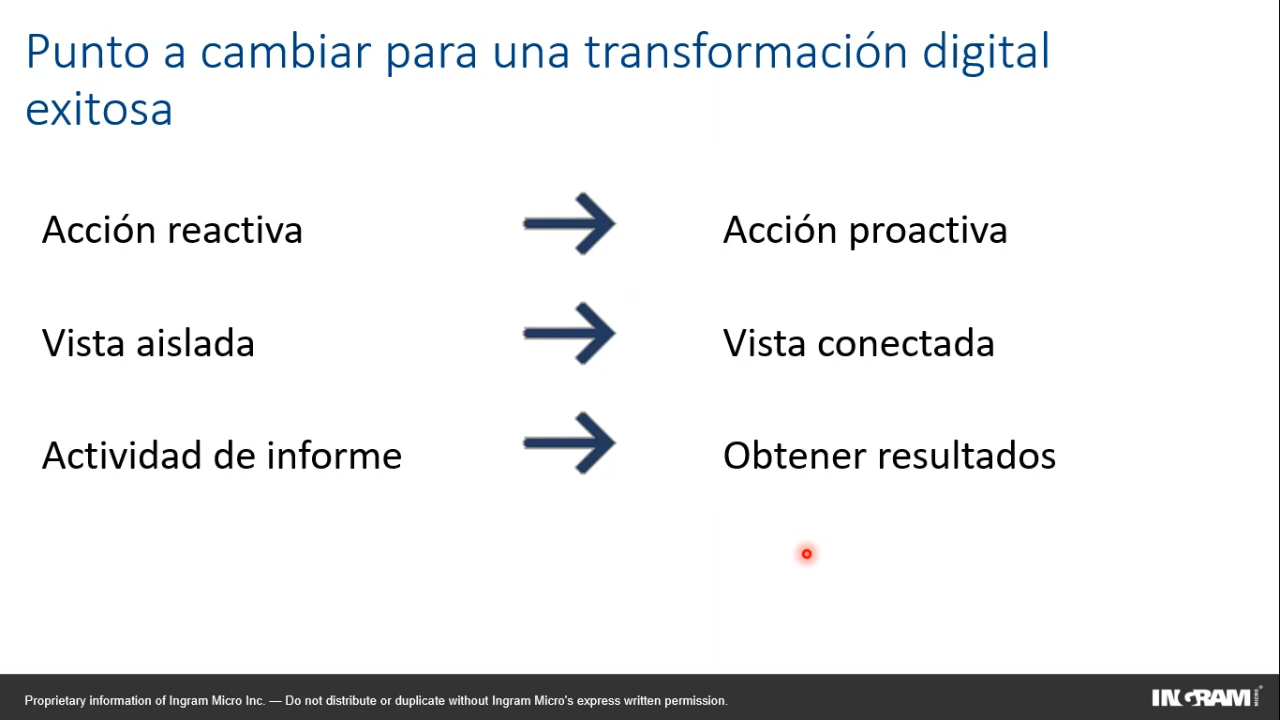 Punto a cambiar para una transformación digital
exitosa
Acción reactiva
Acción proactiva
Vista aislada
Vista conectada
Actividad de informe
Obtener resultados
Proprietary information of Ingram Micro Inc. — Do not distribute or duplicate without Ingram Micro's express written permission.
INGRAM MICRO®